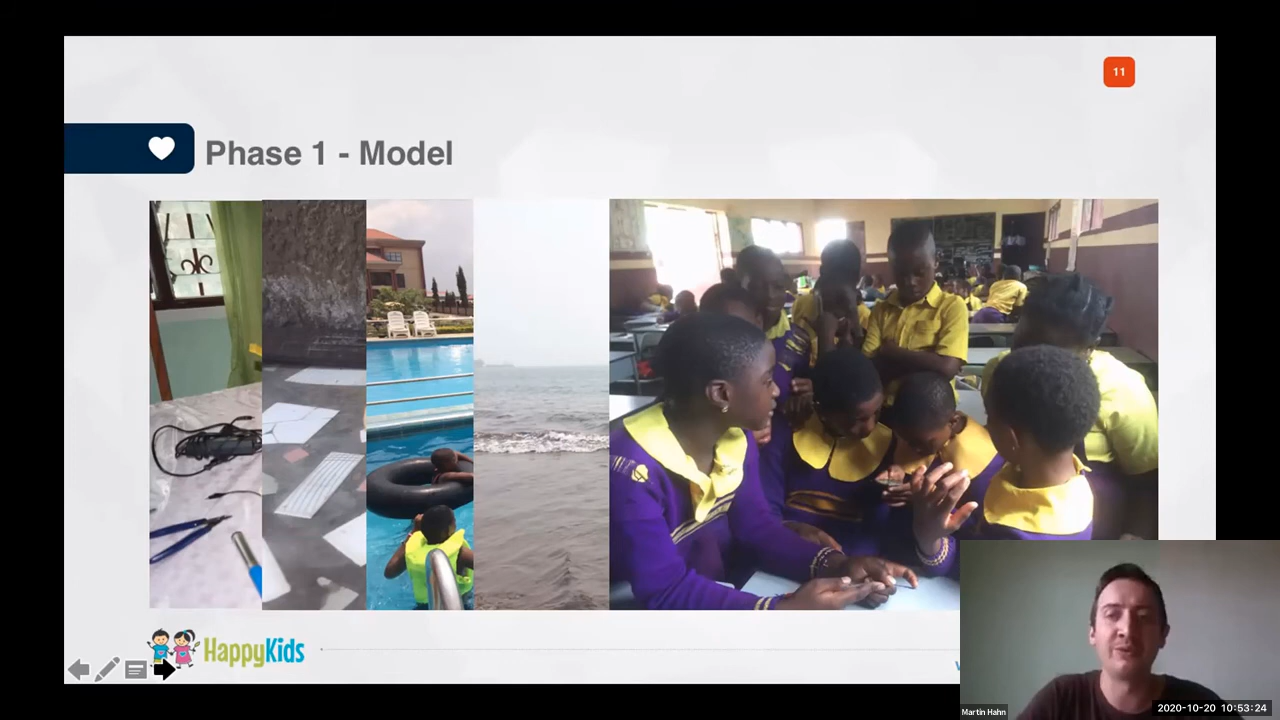 11
Phase 1 - Model
HappyKids
Martin Hahn
2020-10-20 10:53:24